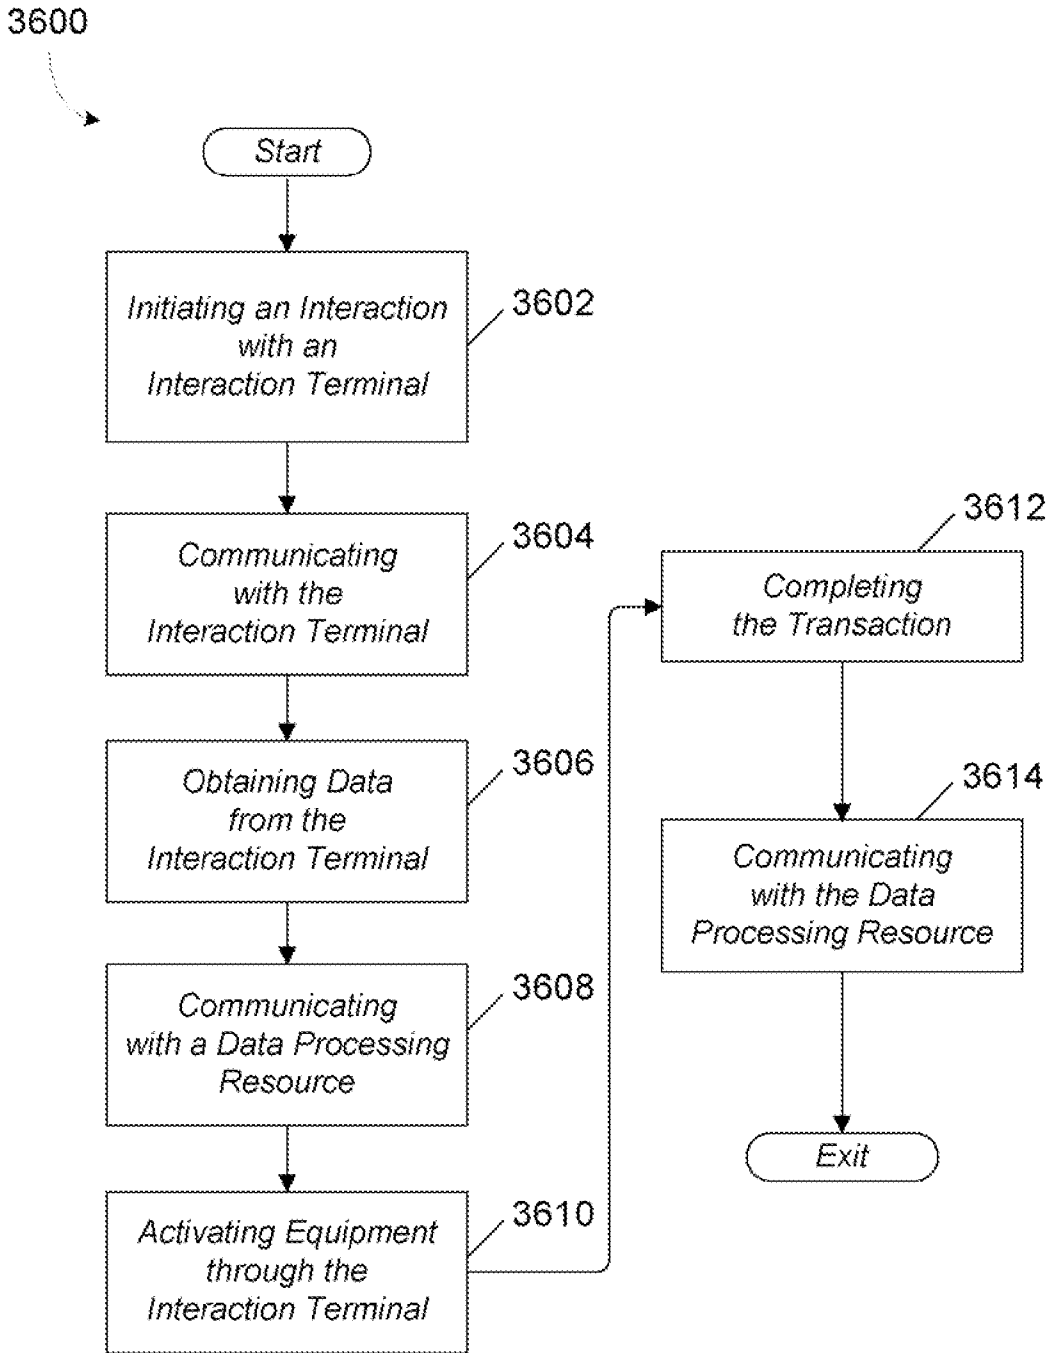 3600
Start
Initiating an Interaction
with an
Interaction Terminal
3602
Communicating
with the
Interaction Terminal
3604
Obtaining Data
from the
Interaction Terminal
3606
Communicating
with a Data Processing
Resource
3608
Activating Equipment
through the
Interaction Terminal
3610
Completing
the Transaction
3612
Communicating
with the Data
Processing Resource
3614
Exit